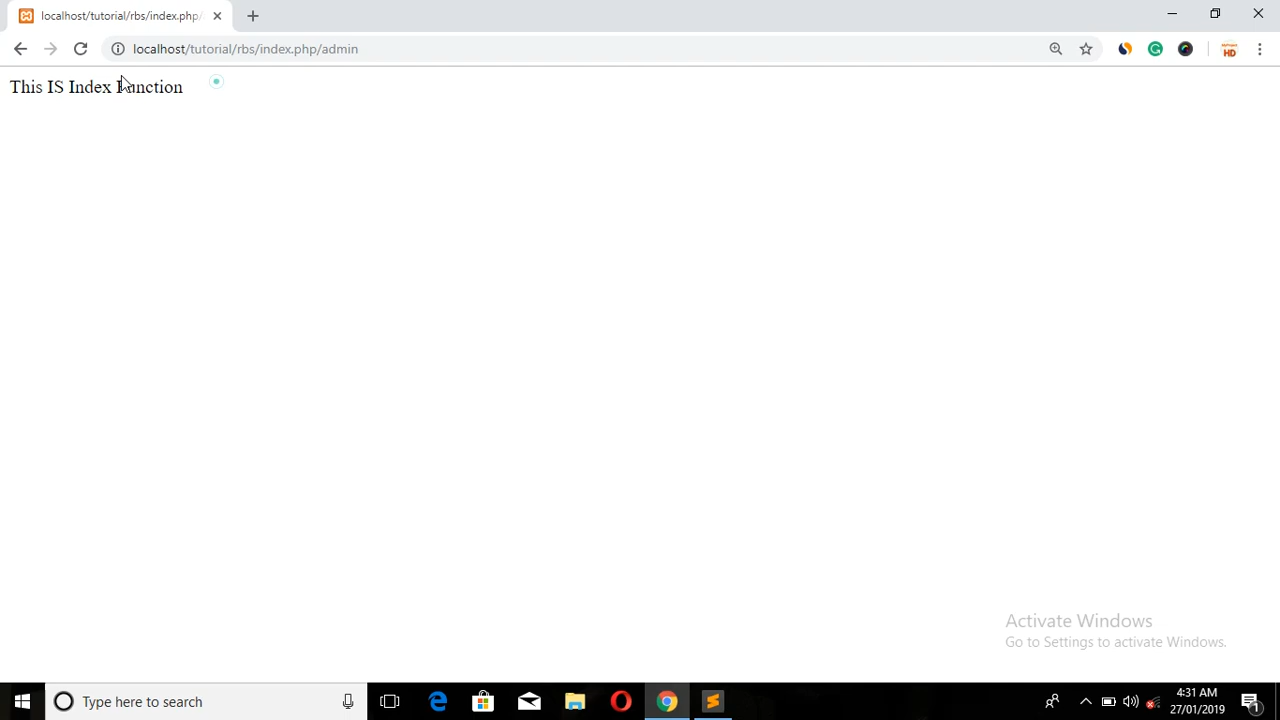 localhost/tutorial/rbs/index.php/
localhost/tutorial/rbs/index.php/admin
HD
This IS Index Function
Activate Windows
Go to Settings to activate Windows.
Type here to search
4:31 AM
27/01/2019
1